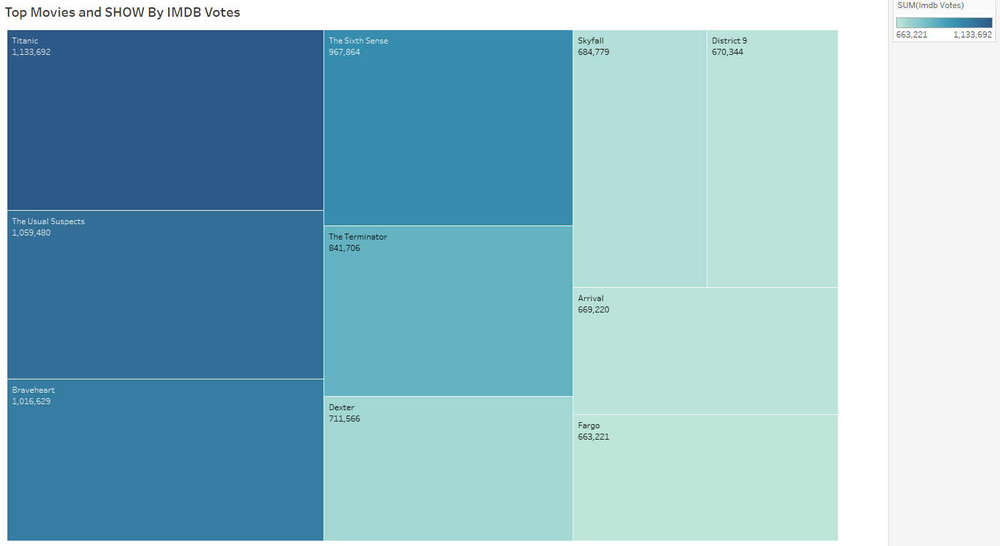 Top Movies and SHOW By IMDB Votes
Titanic
1,133,692
The Usual Suspects
1,059,480
Braveheart
1,016,629
The Sixth Sense
967,864
The Terminator
841,706
Dexter
711,566
Skyfall
684,779
District 9
670,344
Arrival
669,220
Fargo
663,221
SUM(Imdb Votes)
663,221 1,133,692